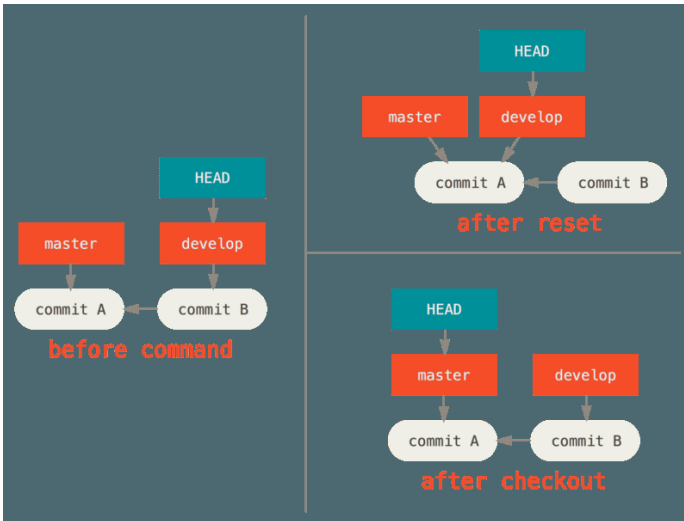 HEAD
master
develop
commit A
commit B
before command
HEAD
master
develop
commit A
commit B
after reset
HEAD
master
develop
commit A
commit B
after checkout